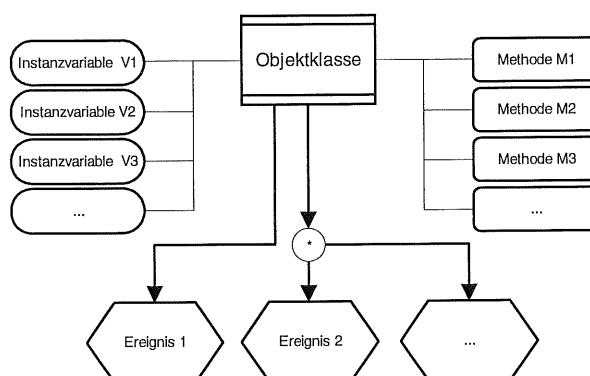 Objektklasse
Instanzvariable V1
Instanzvariable V2
Instanzvariable V3
...
Methode M1
Methode M2
Methode M3
...
*
Ereignis 1
Ereignis 2
...